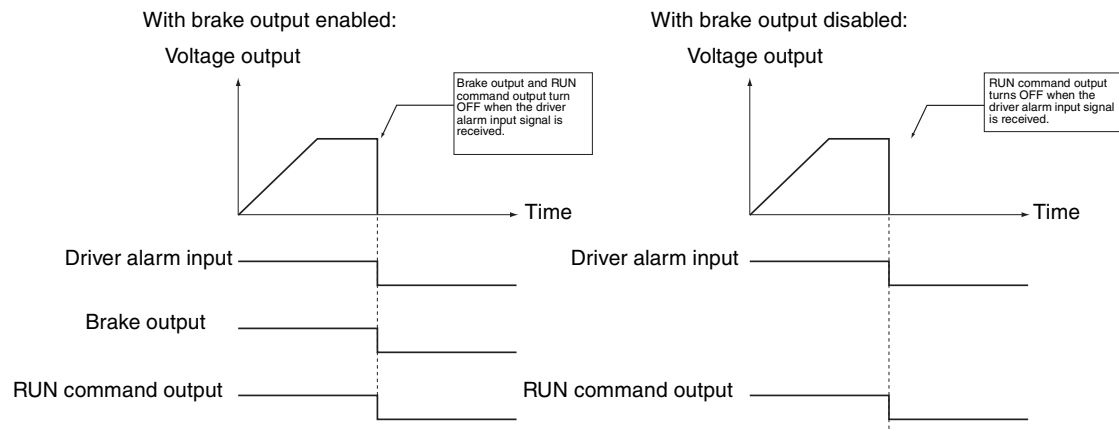 With brake output enabled:
Voltage output
Brake output and RUN
command output turn
OFF when the driver
alarm input signal is
received.
Time
Driver alarm input
Brake output
RUN command output
With brake output disabled:
Voltage output
RUN command output
turns OFF when the
driver alarm input signal
is received.
Time
Driver alarm input
RUN command output